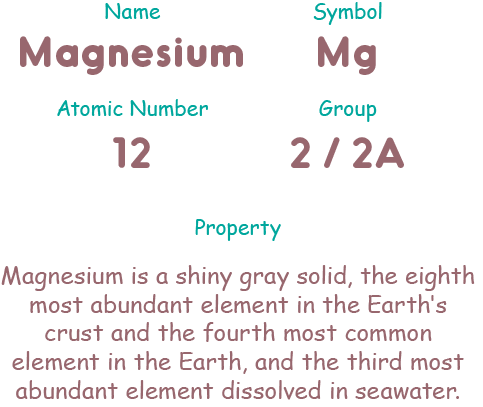 Name Symbol
Magnesium Mg
Atomic Number Group
12 2 / 2A
Property
Magnesium is a shiny gray solid, the eighth
most abundant element in the Earth's
crust and the fourth most common
element in the Earth, and the third most
abundant element dissolved in seawater.